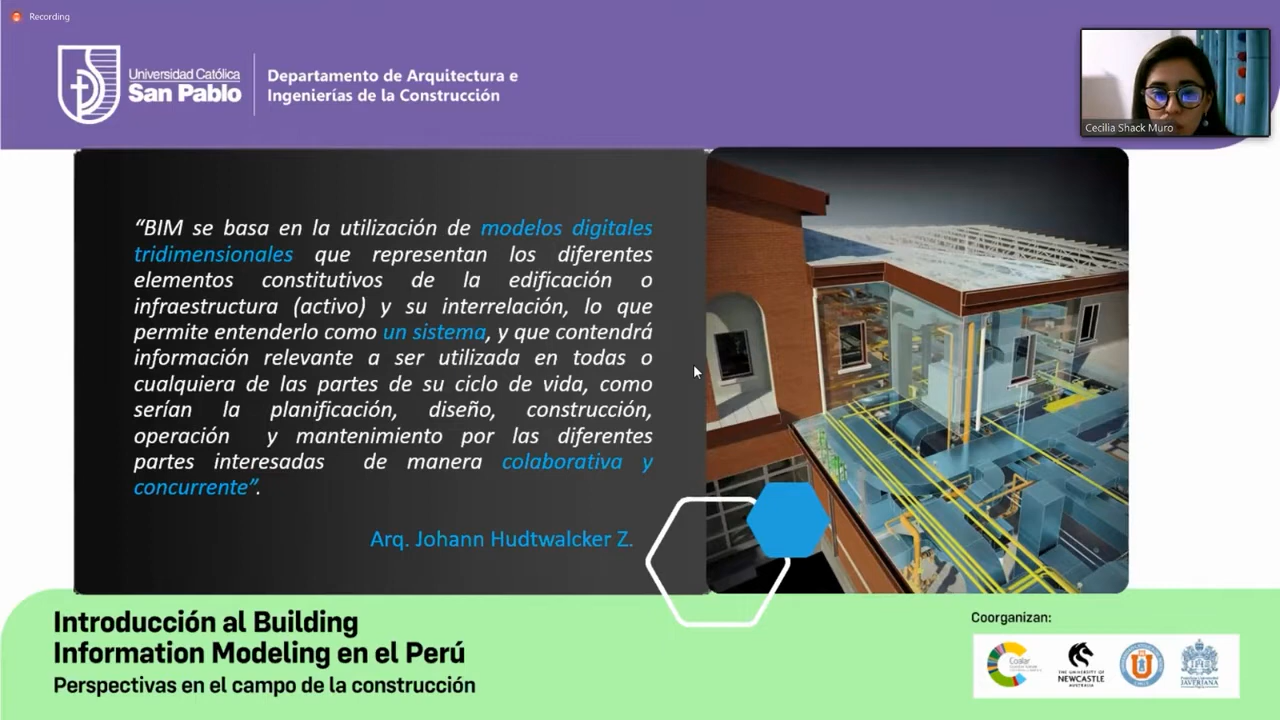 Recording
Universidad Católica
San Pablo
Departamento de Arquitectura e
Ingenierías de la Construcción
Cecilia Shack Muro
“BIM se basa en la utilización de modelos digitales
tridimensionales que representan los diferentes
elementos constitutivos de la edificación o
infraestructura (activo) y su interrelación, lo que
permite entenderlo como un sistema, y que contendrá
información relevante a ser utilizada en todas o
cualquiera de las partes de su ciclo de vida, como
serían la planificación, diseño, construcción,
operación y mantenimiento por las diferentes
partes interesadas de manera colaborativa y
concurrente”.
Arq. Johann Hudtwalcker Z.
Introducción al Building
Information Modeling en el Perú
Perspectivas en el campo de la construcción
Coorganizan:
Coalar
THE UNIVERSITY OF
NEWCASTLE
AUSTRALIA
JAVERIANA